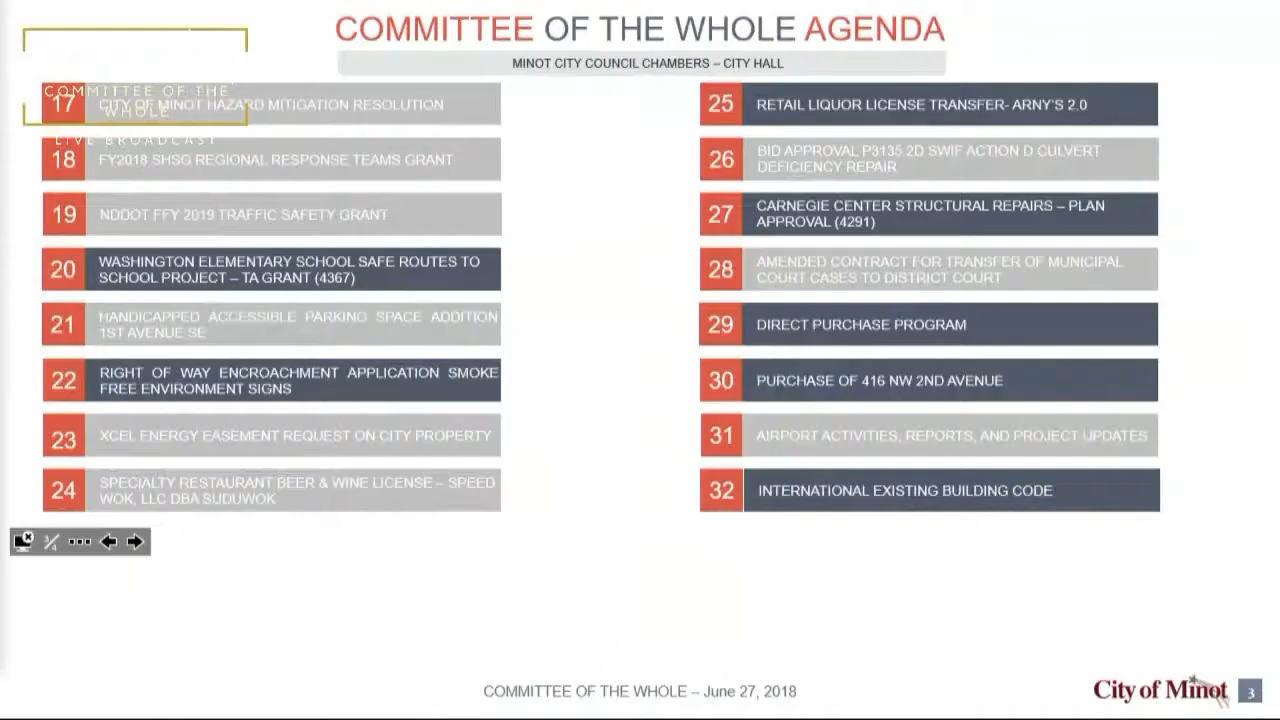 COMMITTEE OF THE WHOLE AGENDA
MINOT CITY COUNCIL CHAMBERS – CITY HALL
COMMITTEE OF THE
WHOLE
LIVE BROADCAST
17 CITY OF MINOT HAZARD MITIGATION RESOLUTION
18 FY2018 SHSG REGIONAL RESPONSE TEAMS GRANT
19 NDDOT FFY 2019 TRAFFIC SAFETY GRANT
20 WASHINGTON ELEMENTARY SCHOOL SAFE ROUTES TO
SCHOOL PROJECT – TA GRANT (4367)
21 HANDICAPPED ACCESSIBLE PARKING SPACE ADDITION
1ST AVENUE SE
22 RIGHT OF WAY ENCROACHMENT APPLICATION SMOKE
FREE ENVIRONMENT SIGNS
23 XCEL ENERGY EASEMENT REQUEST ON CITY PROPERTY
24 SPECIALTY RESTAURANT BEER & WINE LICENSE – SPEED
WOK, LLC DBA SUDUWOK
25 RETAIL LIQUOR LICENSE TRANSFER- ARNY'S 2.0
26 BID APPROVAL P3135.2D SWIF ACTION D CULVERT
DEFICIENCY REPAIR
27 CARNEGIE CENTER STRUCTURAL REPAIRS – PLAN
APPROVAL (4291)
28 AMENDED CONTRACT FOR TRANSFER OF MUNICIPAL
COURT CASES TO DISTRICT COURT
29 DIRECT PURCHASE PROGRAM
30 PURCHASE OF 416 NW 2ND AVENUE
31 AIRPORT ACTIVITIES, REPORTS, AND PROJECT UPDATES
32 INTERNATIONAL EXISTING BUILDING CODE
COMMITTEE OF THE WHOLE – June 27, 2018
City of Minot
3